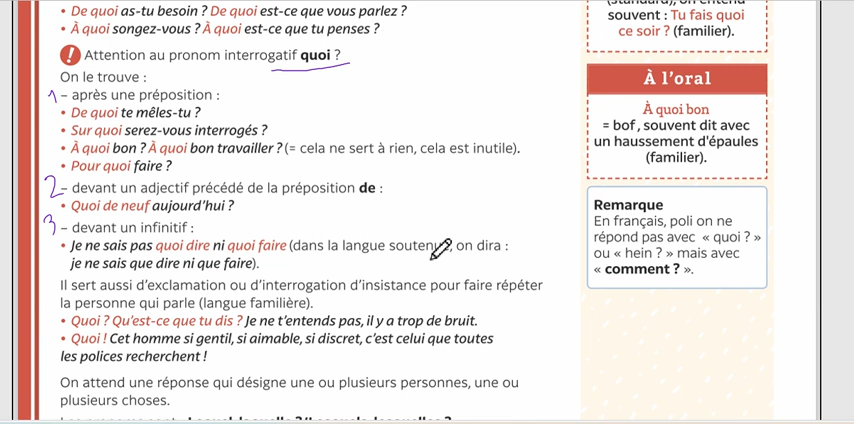 • De quoi as-tu besoin ? De quoi est-ce que vous parlez ?
• À quoi songez-vous ? À quoi est-ce que tu penses ?
! Attention au pronom interrogatif quoi ?
On le trouve :
1 – après une préposition :
• De quoi te mêles-tu ?
• Sur quoi serez-vous interrogés ?
• À quoi bon ? À quoi bon travailler ? (= cela ne sert à rien, cela est inutile).
• Pour quoi faire ?
2 – devant un adjectif précédé de la préposition de :
• Quoi de neuf aujourd'hui ?
3 – devant un infinitif :
• Je ne sais pas quoi dire ni quoi faire (dans la langue , on dira :
je ne sais que dire ni que faire).
Il sert aussi d'exclamation ou d'interrogation d'insistance pour faire répéter
la personne qui parle (langue familière).
• Quoi ? Qu'est-ce que tu dis ? Je ne t'entends pas, il y a trop de bruit.
• Quoi ! Cet homme si gentil, si aimable, si discret, c'est celui que toutes
les polices recherchent !
On attend une réponse qui désigne une ou plusieurs personnes, une ou
plusieurs choses.
souvent : Tu fais quoi
ce soir ? (familier).
À l'oral
À quoi bon
= bof, souvent dit avec
un haussement d'épaules
(familier).
Remarque
En français, poli on ne
répond pas avec « quoi ? »
ou « hein ? » mais avec
« comment ? ».